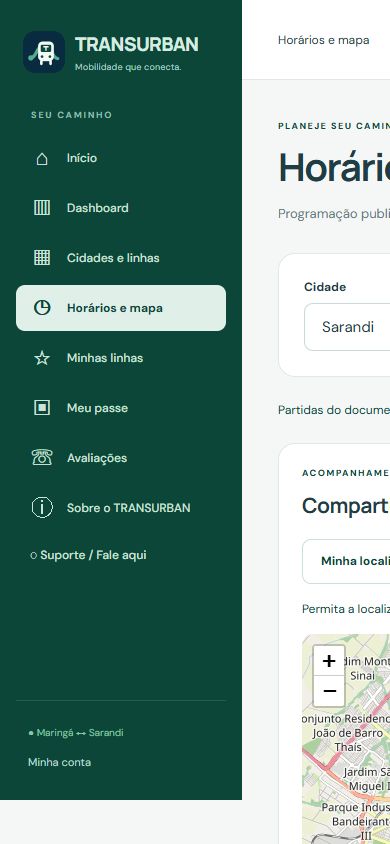 TRANSURBAN
Mobilidade que conecta.
SEU CAMINHO
Início
Dashboard
Cidades e linhas
Horários e mapa
Minhas linhas
Meu passe
Avaliações
Sobre o TRANSURBAN
○ Suporte / Fale aqui
● Maringá ↔ Sarandi
Minha conta
Horários e mapa
PLANEJE SEU CAMIN
Horári
Programação publi
Cidade
Sarandi
Partidas do docume
ACOMPANHAME
Compart
Minha locali
Permita a localiz
+
−
dim Mont
Sinai
onjunto Residenc
João de Barro
Thaís
Jardim Sã
Miguel I
Parque Indus
Bandeirant
III